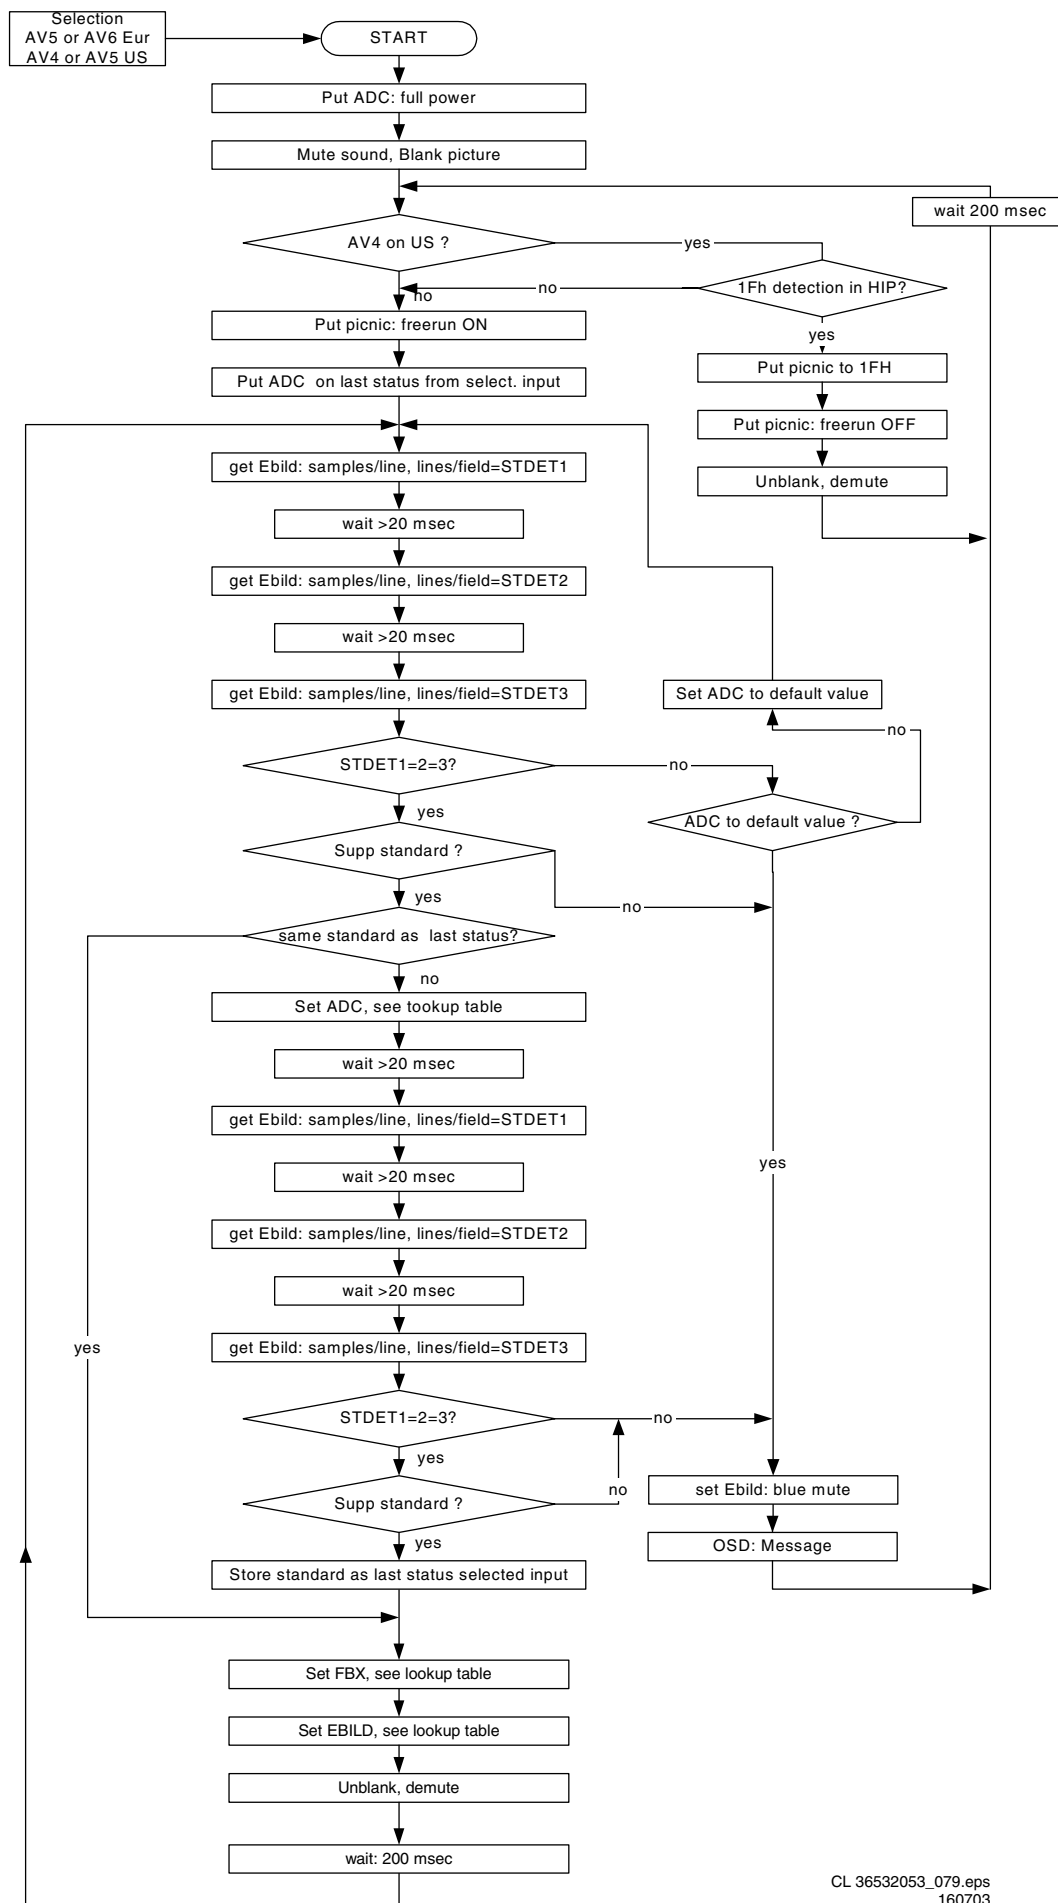 Selection
AV5 or AV6 Eur
AV4 or AV5 US
START
Put ADC: full power
Mute sound, Blank picture
wait 200 msec
AV4 on US ?
yes
1Fh detection in HIP?
no
no
yes
Put picnic: freerun ON
Put picnic to 1FH
Put ADC on last status from select. input
Put picnic: freerun OFF
get Ebild: samples/line, lines/field=STDET1
Unblank, demute
wait >20 msec
get Ebild: samples/line, lines/field=STDET2
wait >20 msec
get Ebild: samples/line, lines/field=STDET3
Set ADC to default value
no
STDET1=2=3?
no
yes
ADC to default value ?
Supp standard ?
yes
no
same standard as last status?
no
Set ADC, see tookup table
wait >20 msec
get Ebild: samples/line, lines/field=STDET1
yes
wait >20 msec
get Ebild: samples/line, lines/field=STDET2
wait >20 msec
yes
get Ebild: samples/line, lines/field=STDET3
STDET1=2=3?
no
yes
no
set Ebild: blue mute
Supp standard ?
yes
OSD: Message
Store standard as last status selected input
Set FBX, see lookup table
Set EBILD, see lookup table
Unblank, demute
wait: 200 msec
CL 36532053_079.eps
160703